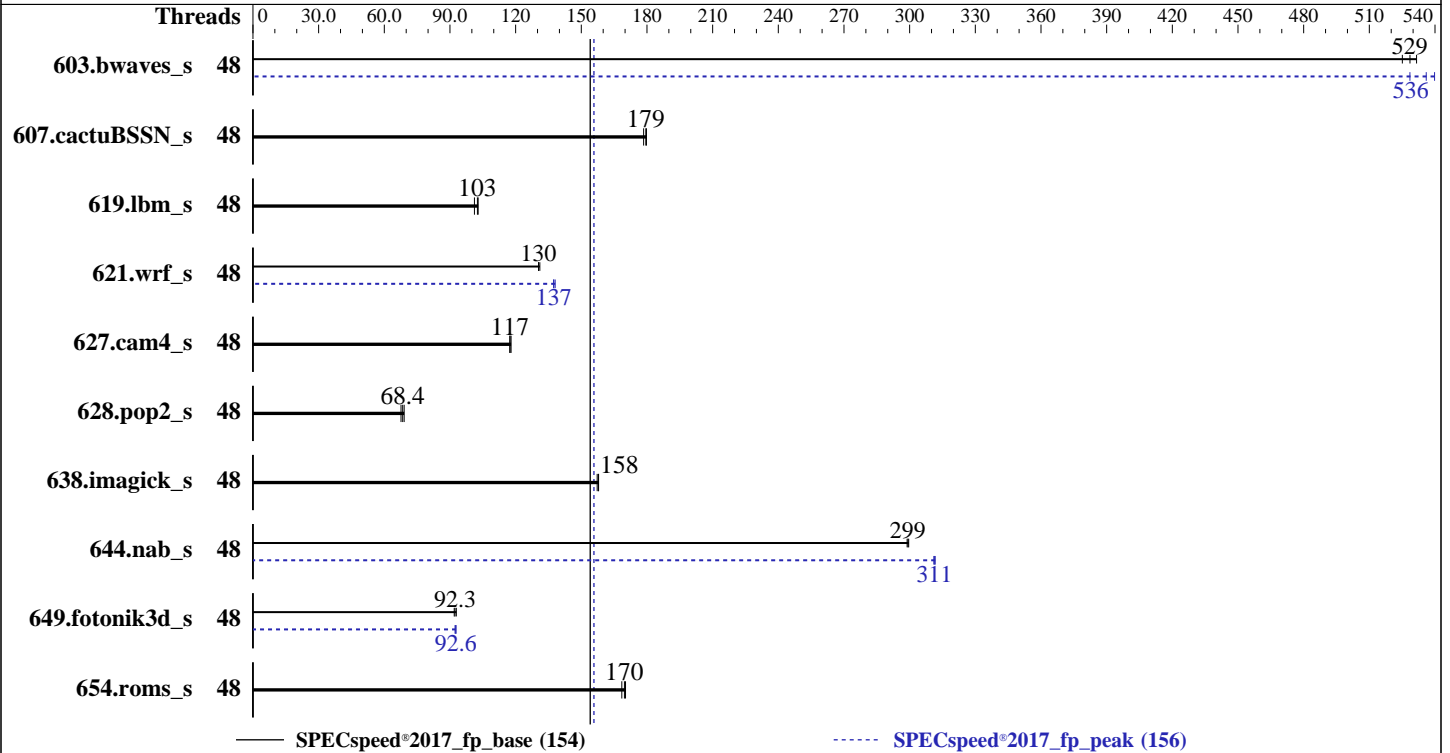 Threads 0 30.0 60.0 90.0 120 150 180 210 240 270 300 330 360 390 420 450 480 510 540
603.bwaves_s 48 529
536
607.cactuBSSN_s 48 179
619.lbm_s 48 103
621.wrf_s 48 130
137
627.cam4_s 48 117
628.pop2_s 48 68.4
638.imagick_s 48 158
644.nab_s 48 299
311
649.fotonik3d_s 48 92.3
92.6
654.roms_s 48 170
SPECspeed®2017_fp_base (154) SPECspeed®2017_fp_peak (156)